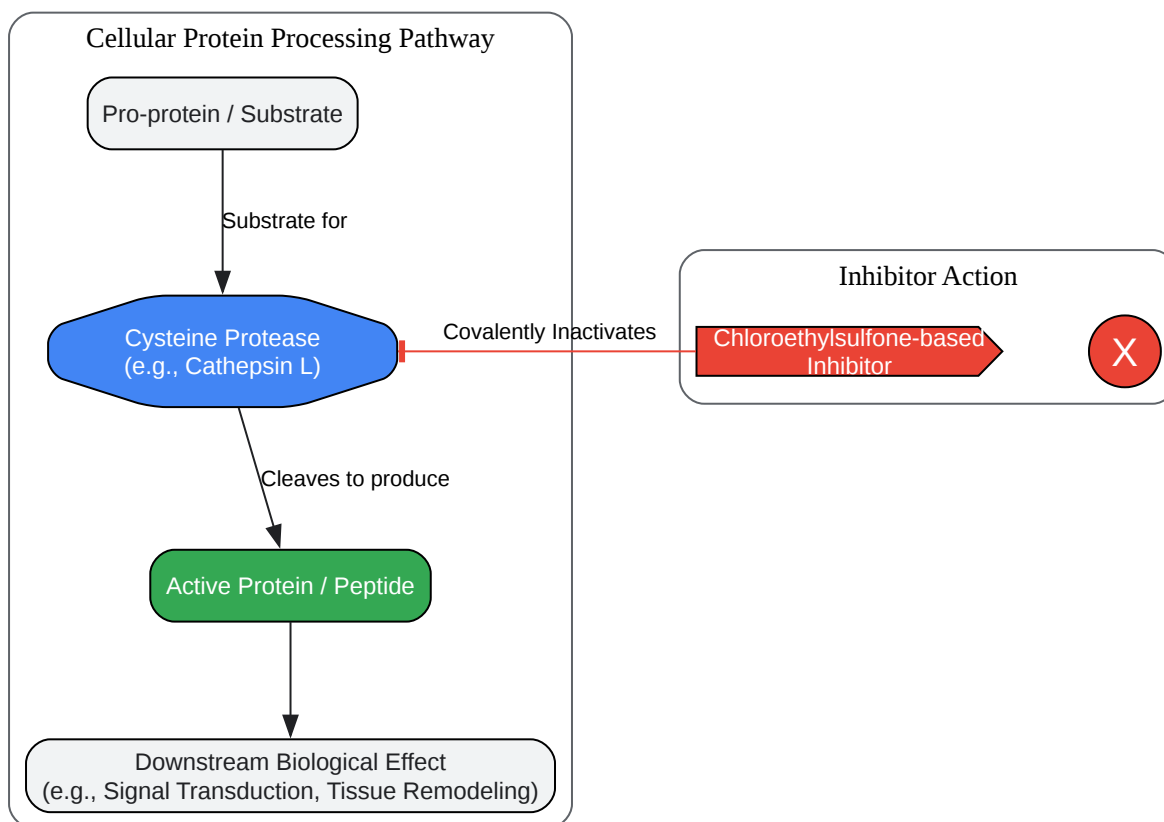 Cellular Protein Processing Pathway
Pro-protein / Substrate
Substrate for
Cysteine Protease
(e.g., Cathepsin L)
Cleaves to produce
Active Protein / Peptide
Downstream Biological Effect
(e.g., Signal Transduction, Tissue Remodeling)
Covalently Inactivates
Inhibitor Action
Chloroethylsulfone-based
Inhibitor
X